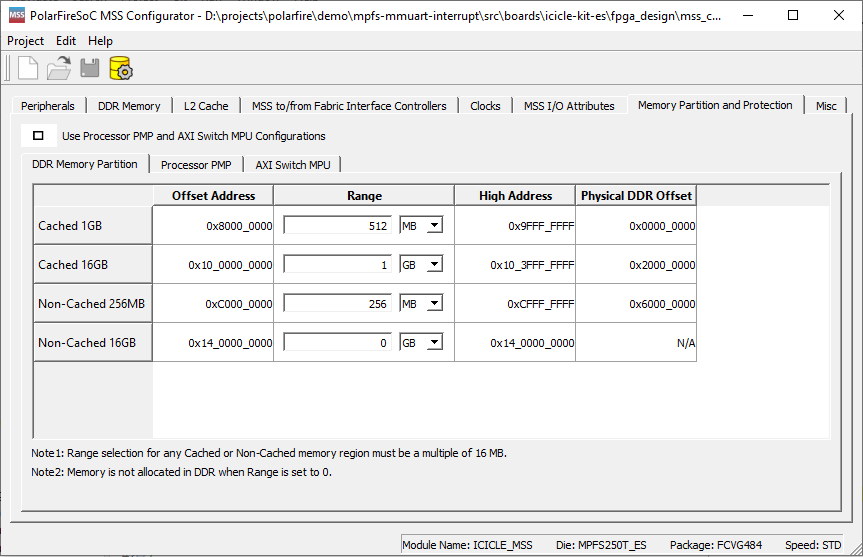 MSS PolarFireSoC MSS Configurator - D:\projects\polarfire\demo\mpfs-mmuart-interrupt\src\boards\icicle-kit-es\fpga_design\mss_c...
Project Edit Help
Peripherals DDR Memory L2 Cache MSS to/from Fabric Interface Controllers Clocks MSS I/O Attributes Memory Partition and Protection Misc
Use Processor PMP and AXI Switch MPU Configurations
DDR Memory Partition Processor PMP AXI Switch MPU
Offset Address Range High Address Physical DDR Offset
Cached 1GB 0x8000_0000 512 MB 0x9FFF_FFFF 0x0000_0000
Cached 16GB 0x10_0000_0000 1 GB 0x10_3FFF_FFFF 0x2000_0000
Non-Cached 256MB 0xC000_0000 256 MB 0xCFFF_FFFF 0x6000_0000
Non-Cached 16GB 0x14_0000_0000 0 GB 0x14_0000_0000 N/A
Note1: Range selection for any Cached or Non-Cached memory region must be a multiple of 16 MB.
Note2: Memory is not allocated in DDR when Range is set to 0.
Module Name: ICICLE_MSS Die: MPFS250T_ES Package: FCVG484 Speed: STD